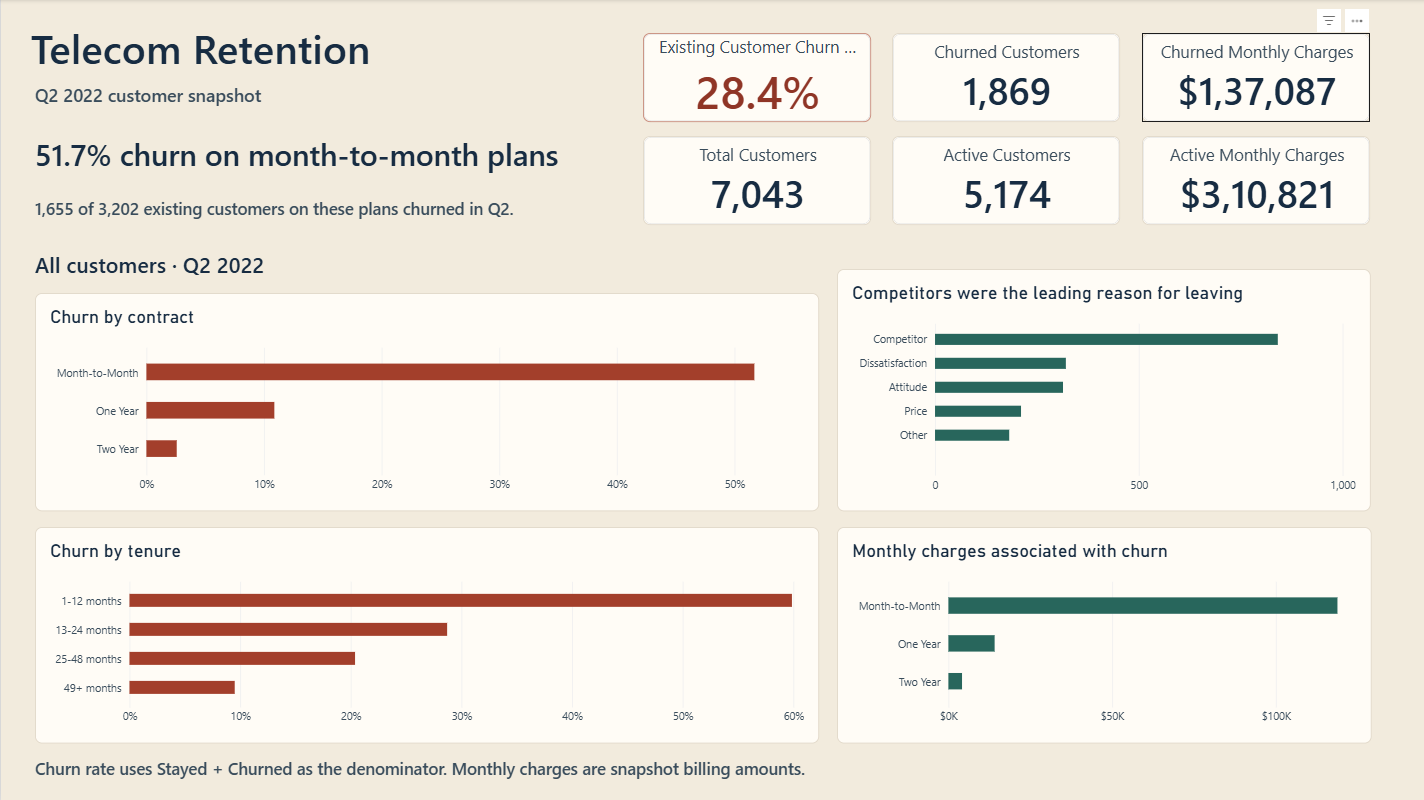 Telecom Retention
Q2 2022 customer snapshot
51.7% churn on month-to-month plans
1,655 of 3,202 existing customers on these plans churned in Q2.
Existing Customer Churn ...
28.4%
Churned Customers
1,869
Churned Monthly Charges
$1,37,087
Total Customers
7,043
Active Customers
5,174
Active Monthly Charges
$3,10,821
All customers · Q2 2022
Churn by contract
Month-to-Month
One Year
Two Year
0% 10% 20% 30% 40% 50%
Competitors were the leading reason for leaving
Competitor
Dissatisfaction
Attitude
Price
Other
0 500 1,000
Churn by tenure
1-12 months
13-24 months
25-48 months
49+ months
0% 10% 20% 30% 40% 50% 60%
Monthly charges associated with churn
Month-to-Month
One Year
Two Year
$0K $50K $100K
Churn rate uses Stayed + Churned as the denominator. Monthly charges are snapshot billing amounts.